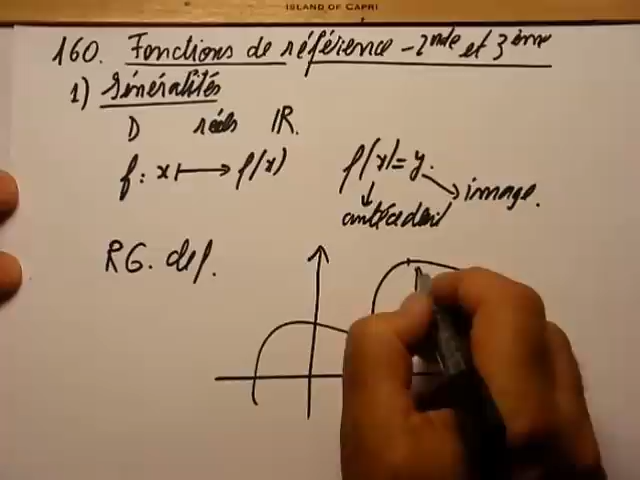 ISLAND OF CAPRI
160. Fonctions de référence - 2nde et 3ème
1) Généralités
D réels IR.
f: x ⟼ f(x) f(x) = y.
antécédent image.
RG. def.